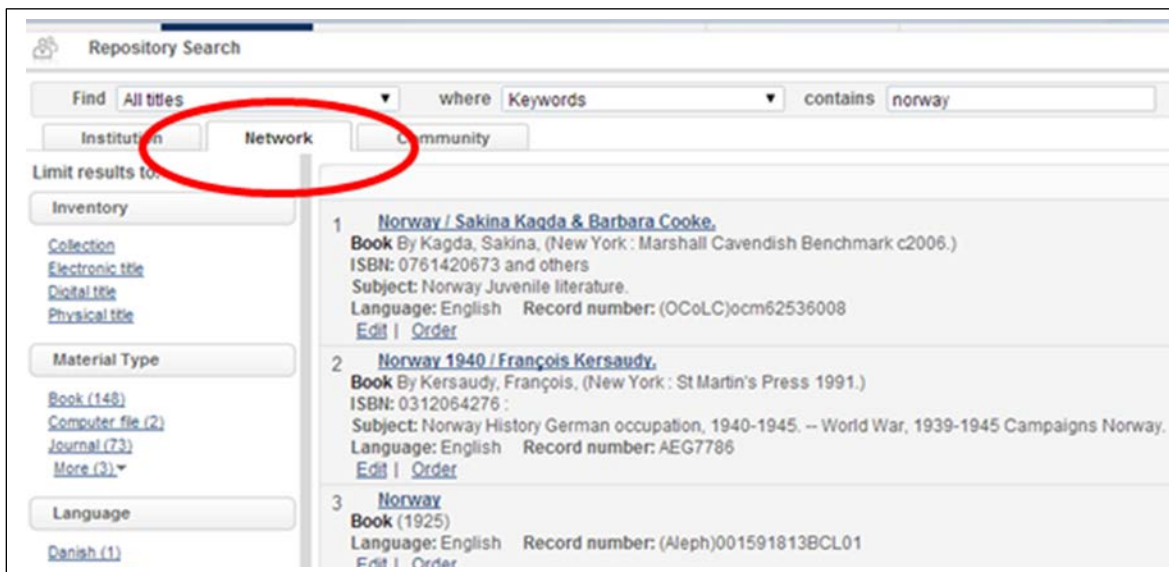 Repository Search
Find All titles where Keywords contains norway
Institution Network Community
Limit results to:
Inventory
Collection
Electronic title
Digital title
Physical title
Material Type
Book (148)
Computer file (2)
Journal (73)
More (3)
Language
Danish (1)
1 Norway / Sakina Kagda & Barbara Cooke.
Book By Kagda, Sakina, (New York : Marshall Cavendish Benchmark c2006.)
ISBN: 0761420673 and others
Subject: Norway Juvenile literature.
Language: English Record number: (OCoLC)ocm62536008
Edit | Order
2 Norway 1940 / François Kersaudy.
Book By Kersaudy, François, (New York : St Martin's Press 1991.)
ISBN: 0312064276 :
Subject: Norway History German occupation, 1940-1945. -- World War, 1939-1945 Campaigns Norway.
Language: English Record number: AEG7786
Edit | Order
3 Norway
Book (1925)
Language: English Record number: (Aleph)001591813BCL01
Edit | Order